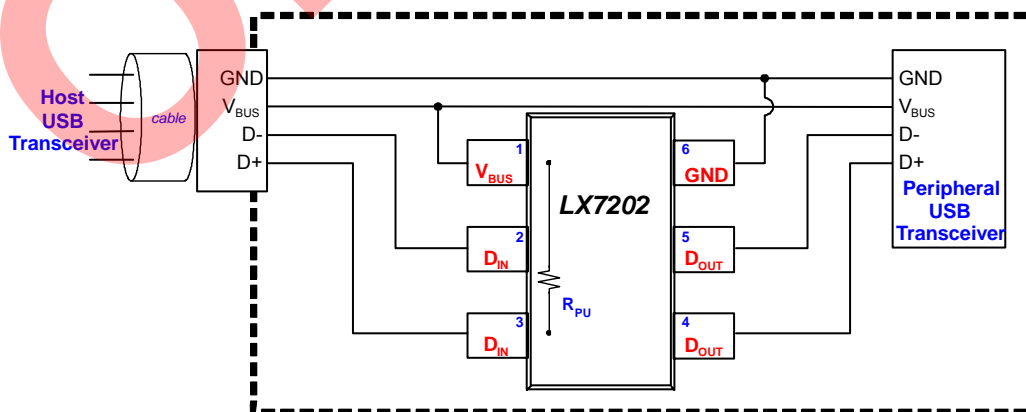 Host
USB
Transceiver
cable
GND
VBUS
D-
D+
1
VBUS
2
DIN
3
DIN
LX7202
RPU
6
GND
5
DOUT
4
DOUT
GND
VBUS
D-
D+
Peripheral
USB
Transceiver